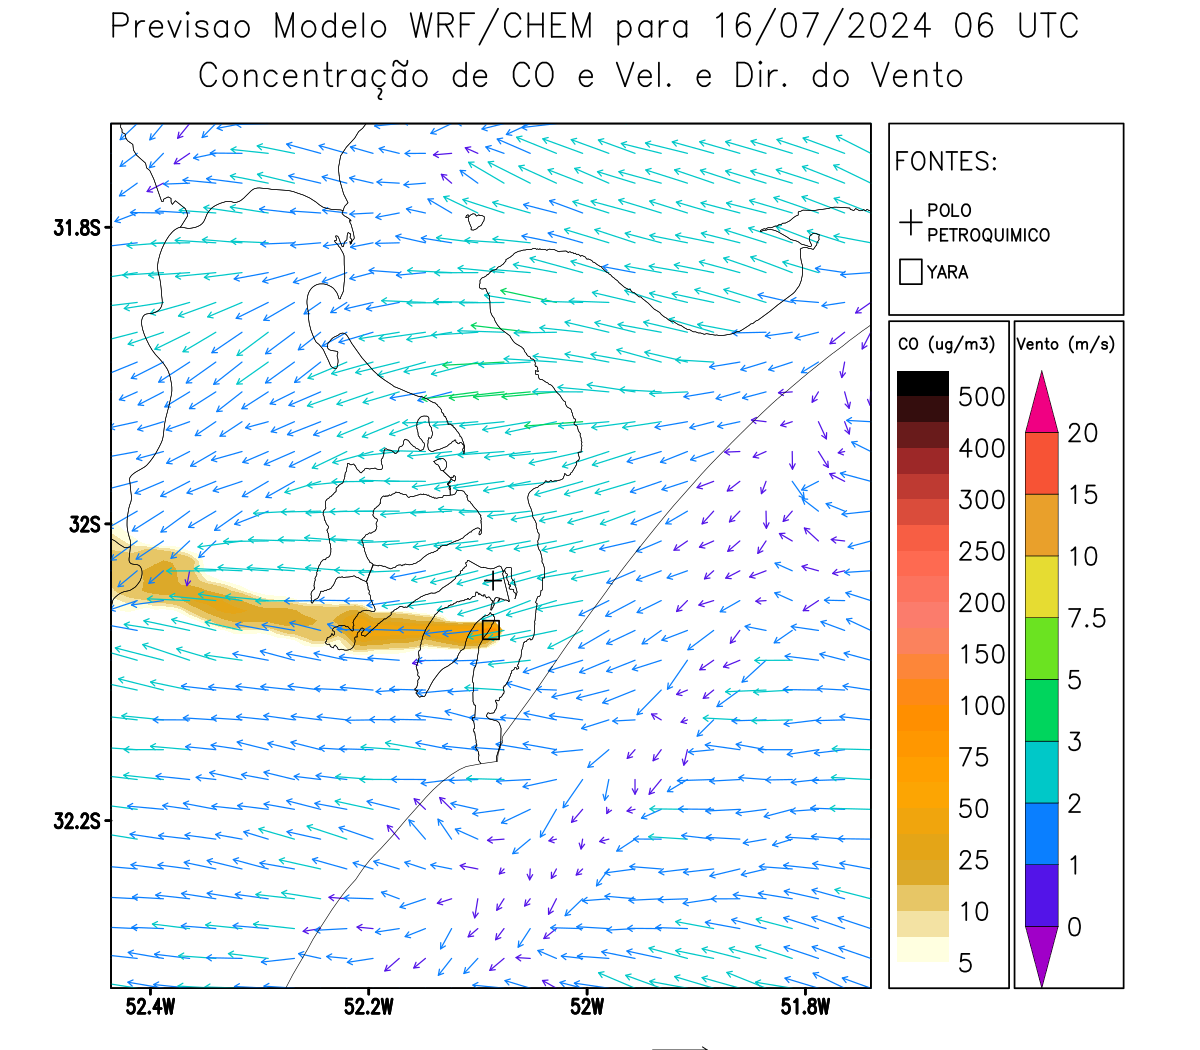 Previsao Modelo WRF/CHEM para 16/07/2024 06 UTC
Concentração de CO e Vel. e Dir. do Vento
FONTES:
POLO
PETROQUIMICO
YARA
CO (ug/m3)
500
400
300
250
200
150
100
75
50
25
10
5
Vento (m/s)
20
15
10
7.5
5
3
2
1
0
31.8S
32S
32.2S
52.4W
52.2W
52W
51.8W